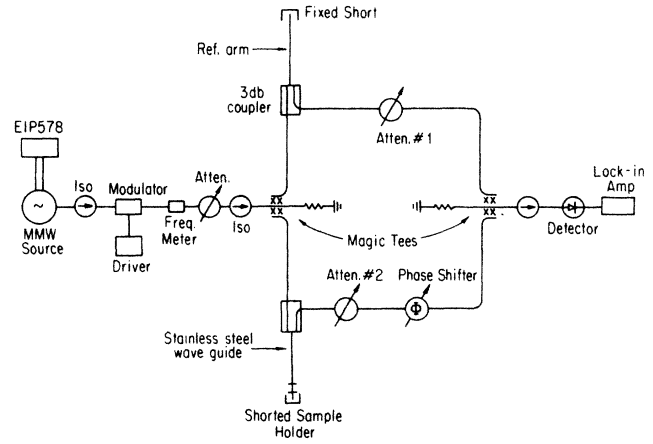 Fixed Short
Ref. arm
3db
coupler
Atten. #1
EIP578
Iso
Modulator
Atten.
Lock-in
Amp
~
MMW
Source
Freq.
Meter
Iso
Driver
Magic Tees
Detector
Atten. #2
Phase Shifter
Φ
Stainless steel
wave guide
Shorted Sample
Holder